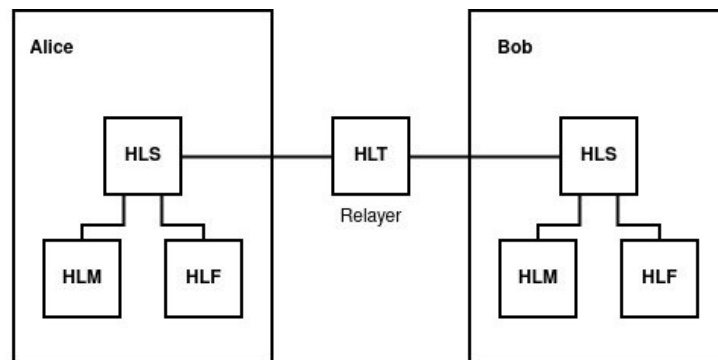 Alice
Bob
HLS
HLT
HLS
Relayer
HLM
HLF
HLM
HLF